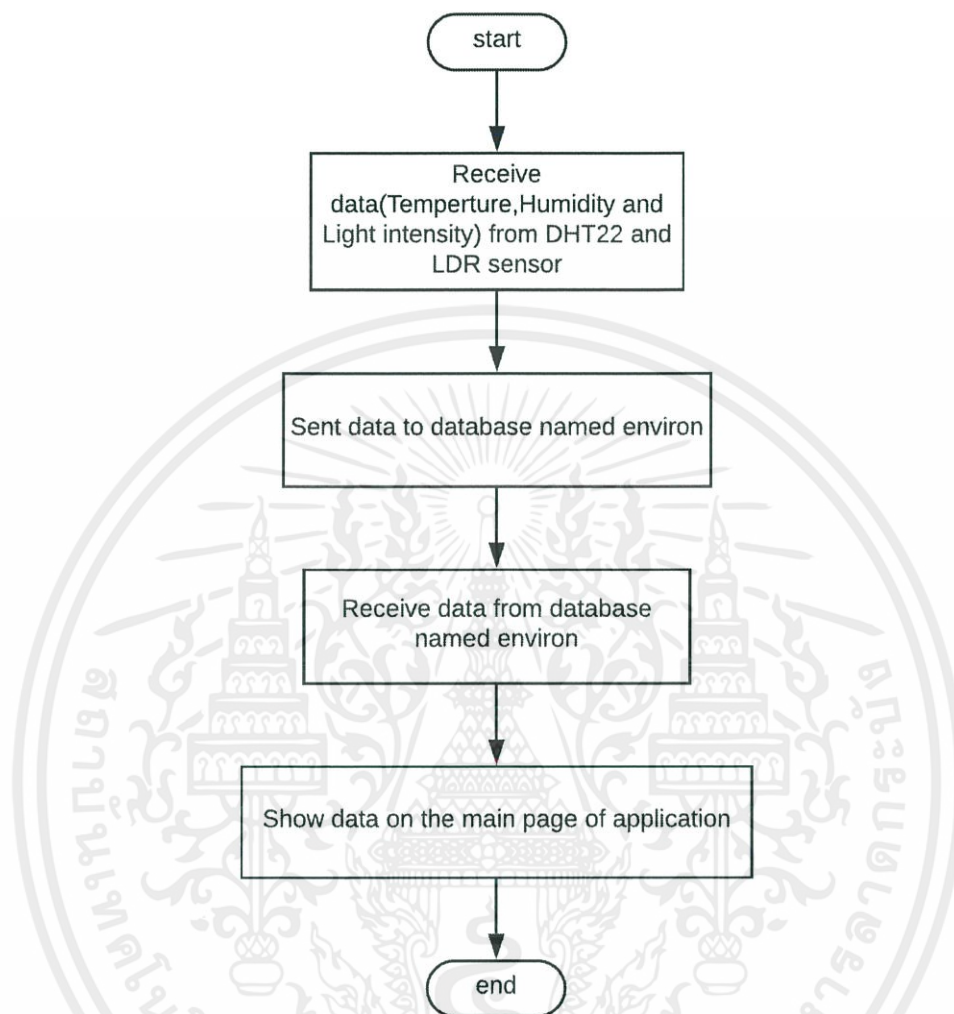 start
Receive
data(Temperture,Humidity and
Light intensity) from DHT22 and
LDR sensor
Sent data to database named environ
Receive data from database
named environ
Show data on the main page of application
end